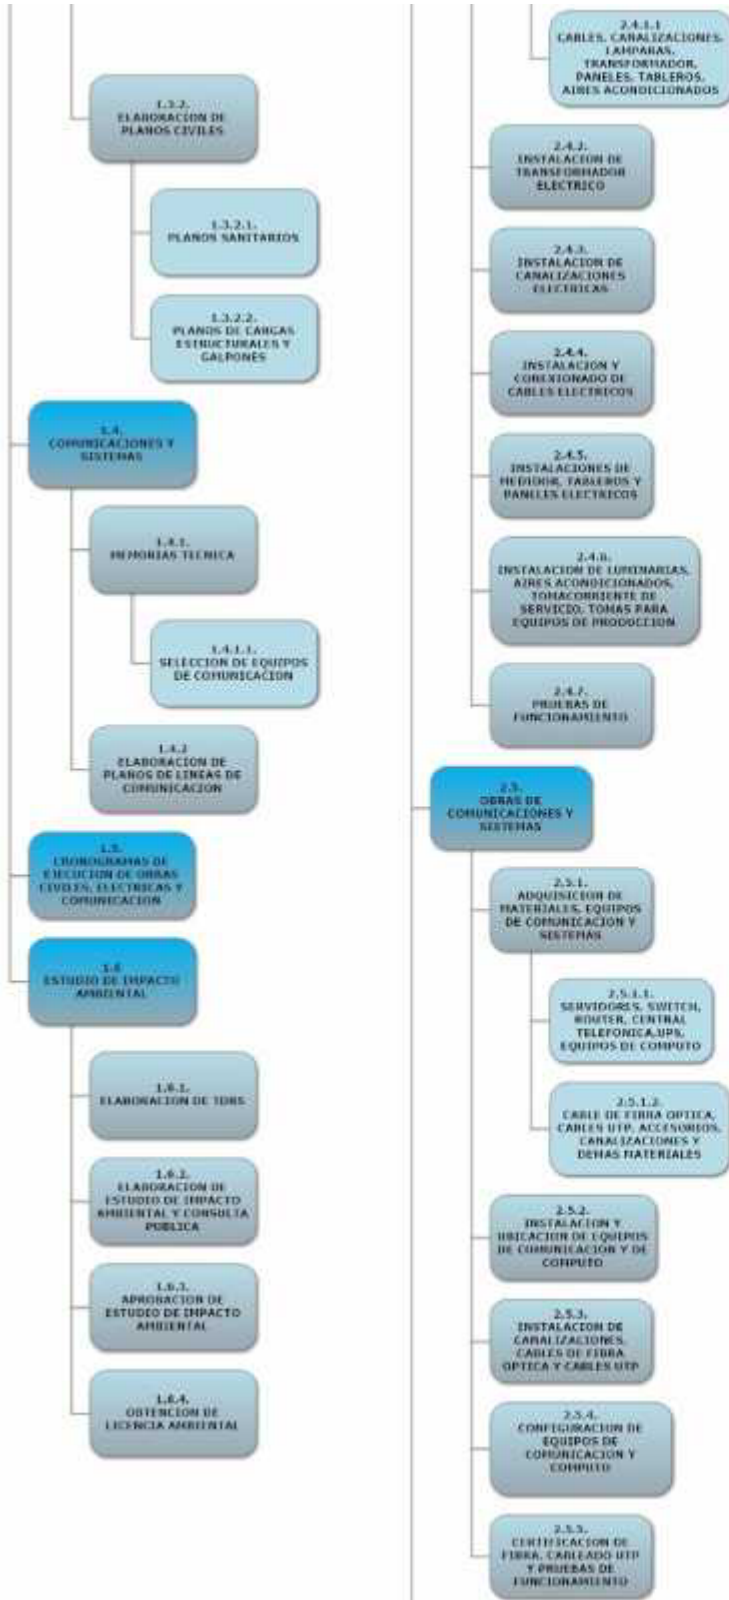 1.3.2.
ELABORACION DE
PLANOS CIVILES
1.3.2.1.
PLANOS SANITARIOS
1.3.2.2.
PLANOS DE CARGAS
ESTRUCTURALES Y
GALPONES
1.4.
COMUNICACIONES Y
SISTEMAS
1.4.1.
MEMORIAS TECNICA
1.4.1.1.
SELECCION DE EQUIPOS
DE COMUNICACION
1.4.2
ELABORACION DE
PLANOS DE LINEAS DE
COMUNICACION
1.5.
CRONOGRAMAS DE
EJECUCION DE OBRAS
CIVILES, ELECTRICAS Y
COMUNICACION
1.6
ESTUDIO DE IMPACTO
AMBIENTAL
1.6.1.
ELABORACION DE TDRS
1.6.2.
ELABORACION DE
ESTUDIO DE IMPACTO
AMBIENTAL Y CONSULTA
PUBLICA
1.6.3.
APROBACION DE
ESTUDIO DE IMPACTO
AMBIENTAL
1.6.4.
OBTENCION DE
LICENCIA AMBIENTAL
2.4.1.1
CABLES, CANALIZACIONES,
LAMPARAS,
TRANSFORMADOR,
PANELES, TABLEROS,
AIRES ACONDICIONADOS
2.4.2.
INSTALACION DE
TRANSFORMADOR
ELECTRICO
2.4.3.
INSTALACION DE
CANALIZACIONES
ELECTRICAS
2.4.4.
INSTALACION Y
CONEXIONADO DE
CABLES ELECTRICOS
2.4.5.
INSTALACIONES DE
MEDIDOR, TABLEROS Y
PANELES ELECTRICOS
2.4.6.
INSTALACION DE LUMINARIAS,
AIRES ACONDICIONADOS,
TOMACORRIENTE DE
SERVICIO, TOMAS PARA
EQUIPOS DE PRODUCCION
2.4.7.
PRUEBAS DE
FUNCIONAMIENTO
2.5.
OBRAS DE
COMUNICACIONES Y
SISTEMAS
2.5.1.
ADQUISICION DE
MATERIALES, EQUIPOS
DE COMUNICACION Y
SISTEMAS
2.5.1.1.
SERVIDORES, SWITCH,
ROUTER, CENTRAL
TELEFONICA,UPS,
EQUIPOS DE COMPUTO
2.5.1.2.
CABLE DE FIBRA OPTICA,
CABLES UTP, ACCESORIOS,
CANALIZACIONES Y
DEMAS MATERIALES
2.5.2.
INSTALACION Y
UBICACION DE EQUIPOS
DE COMUNICACION Y DE
COMPUTO
2.5.3.
INSTALACION DE
CANALIZACIONES,
CABLES DE FIBRA
OPTICA Y CABLES UTP
2.5.4.
CONFIGURACION DE
EQUIPOS DE
COMUNICACION Y
COMPUTO
2.5.5.
CERTIFICACION DE
FIBRA, CABLEADO UTP
Y PRUEBAS DE
FUNCIONAMIENTO